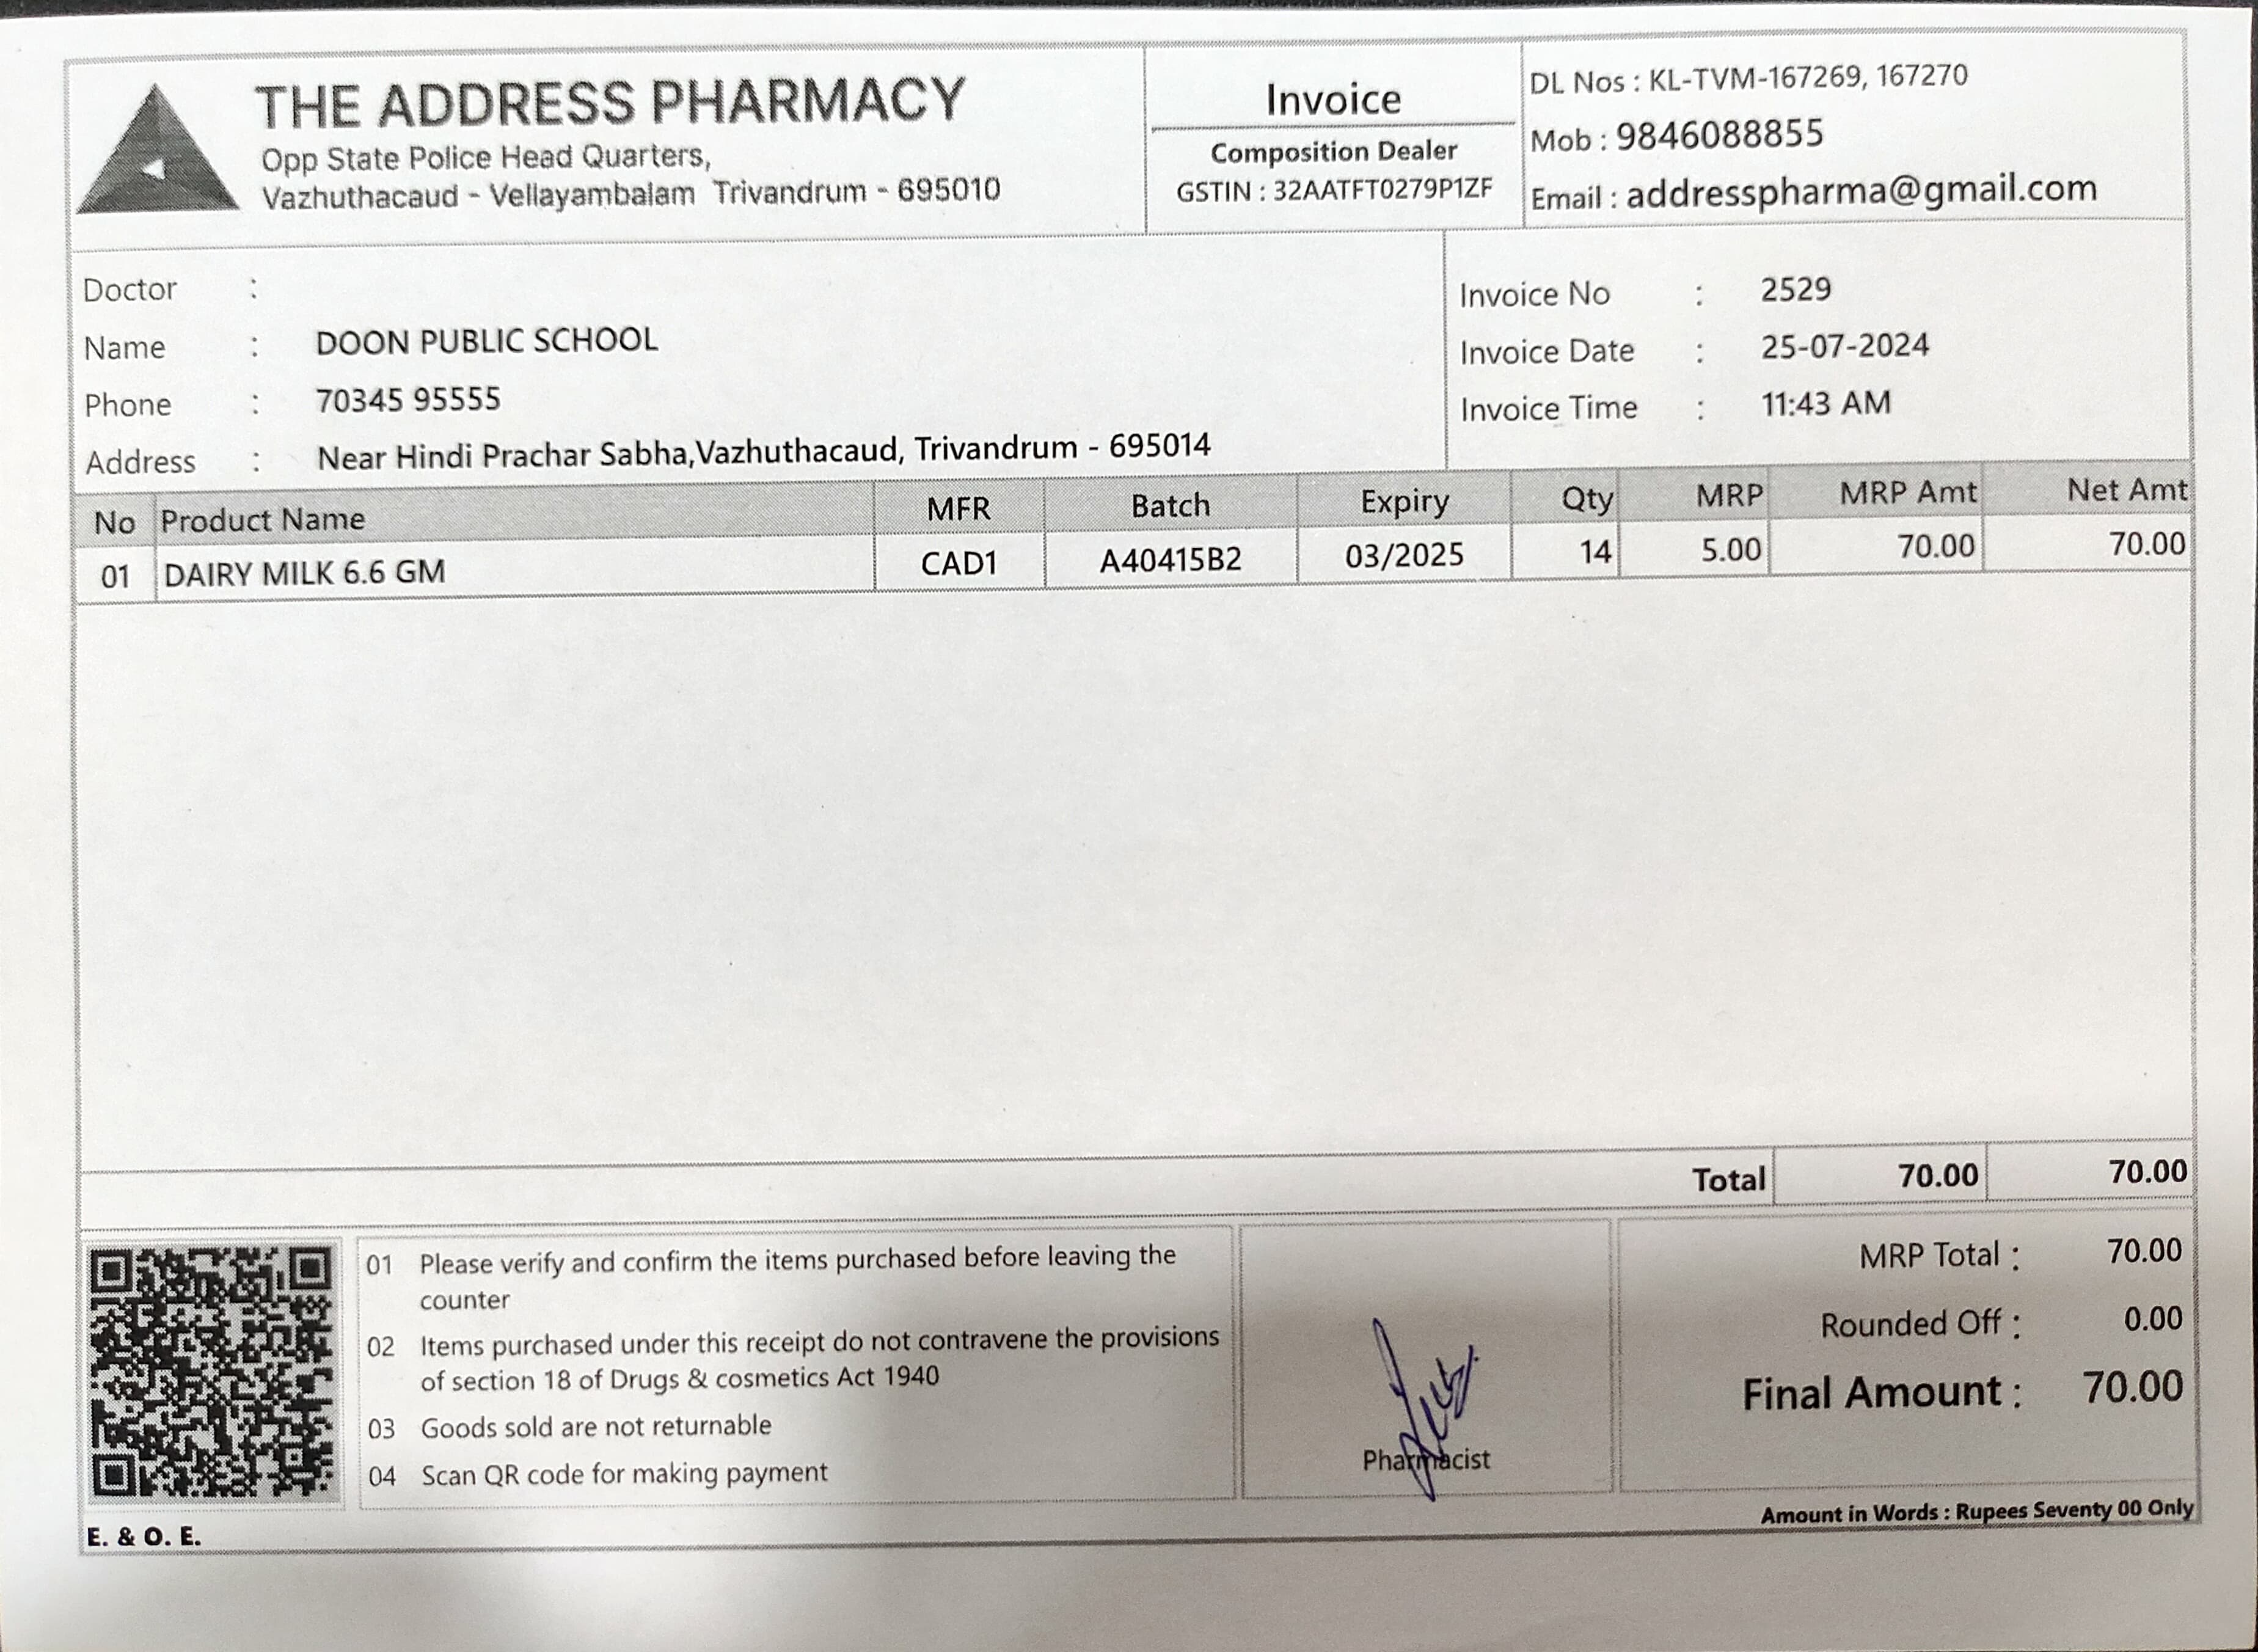 THE ADDRESS PHARMACY
Opp State Police Head Quarters,
Vazhuthacaud - Vellayambalam Trivandrum - 695010
Invoice
Composition Dealer
GSTIN : 32AATFT0279P1ZF
DL Nos : KL-TVM-167269, 167270
Mob : 9846088855
Email : addresspharma@gmail.com
Doctor :
Name : DOON PUBLIC SCHOOL
Phone : 70345 95555
Address : Near Hindi Prachar Sabha,Vazhuthacaud, Trivandrum - 695014
Invoice No : 2529
Invoice Date : 25-07-2024
Invoice Time : 11:43 AM
No Product Name MFR Batch Expiry Qty MRP MRP Amt Net Amt
01 DAIRY MILK 6.6 GM CAD1 A40415B2 03/2025 14 5.00 70.00 70.00
Total 70.00 70.00
01 Please verify and confirm the items purchased before leaving the
counter
02 Items purchased under this receipt do not contravene the provisions
of section 18 of Drugs & cosmetics Act 1940
03 Goods sold are not returnable
04 Scan QR code for making payment
Pharmacist
MRP Total : 70.00
Rounded Off : 0.00
Final Amount : 70.00
Amount in Words : Rupees Seventy 00 Only
E. & O. E.